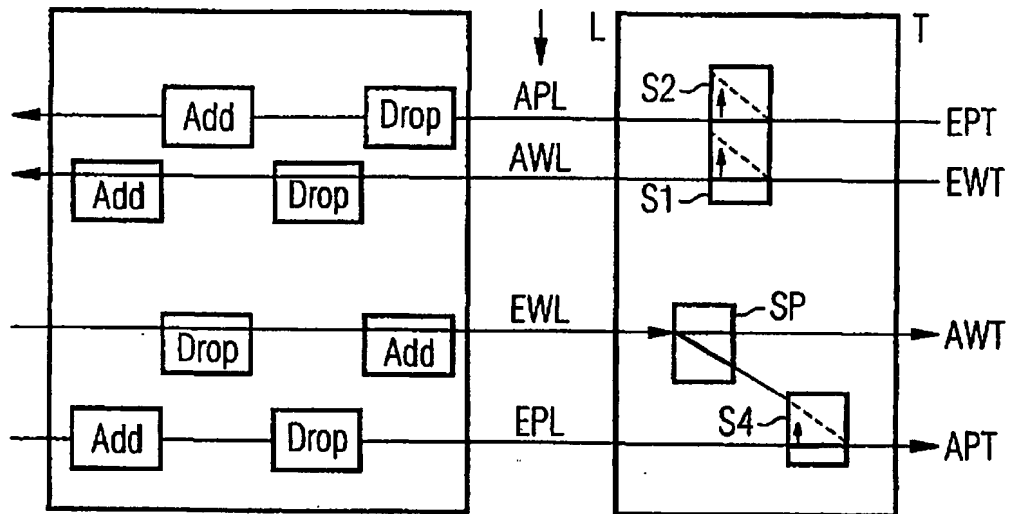 L T
S2
APL
Add Drop EPT
AWL
Add Drop EWT
S1
EWL SP
Drop Add AWT
EPL S4
Add Drop APT